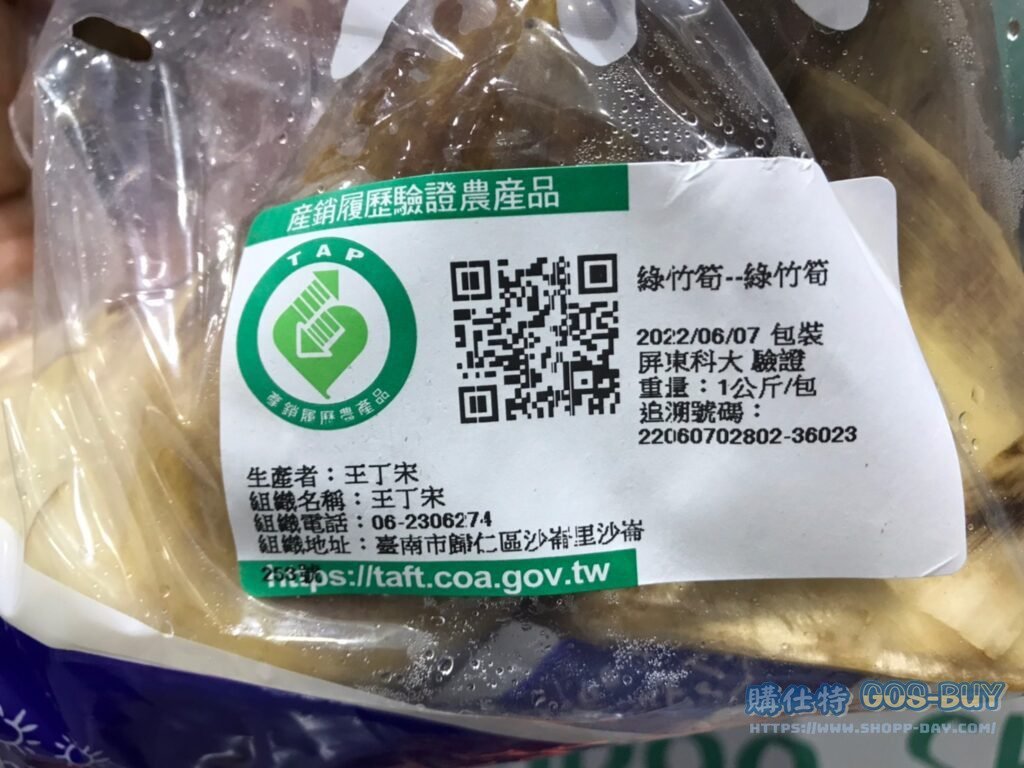 產銷履歷驗證農產品
TAP
產銷履歷農產品
綠竹筍--綠竹筍
2022/06/07 包裝
屏東科大 驗證
重量：1公斤/包
追溯號碼：
22060702802-36023
生產者：王丁宋
組織名稱：王丁宋
組織電話：06-2306274
組織地址：臺南市歸仁區沙崙里沙崙
253號
https://taft.coa.gov.tw
購仕特 GOS-BUY
HTTPS://WWW.SHOPP-DAY.COM/